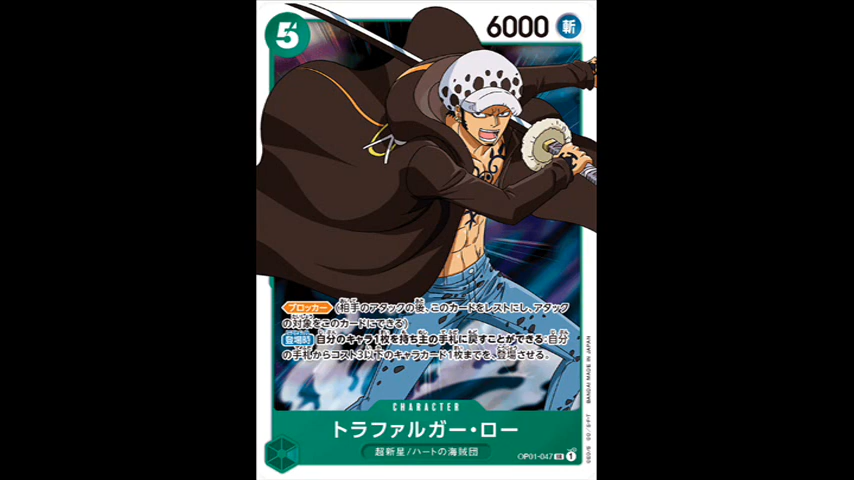 5
6000 斬
ブロッカー (相手のアタックの後、このカードをレストにし、アタック
の対象をこのカードにできる)
登場時 自分のキャラ1枚を持ち主の手札に戻すことができる:自分
の手札からコスト3以下のキャラカード1枚までを、登場させる。
CHARACTER
トラファルガー・ロー
超新星/ハートの海賊団
OP01-047 SR 1
BANDAI MADE IN JAPAN